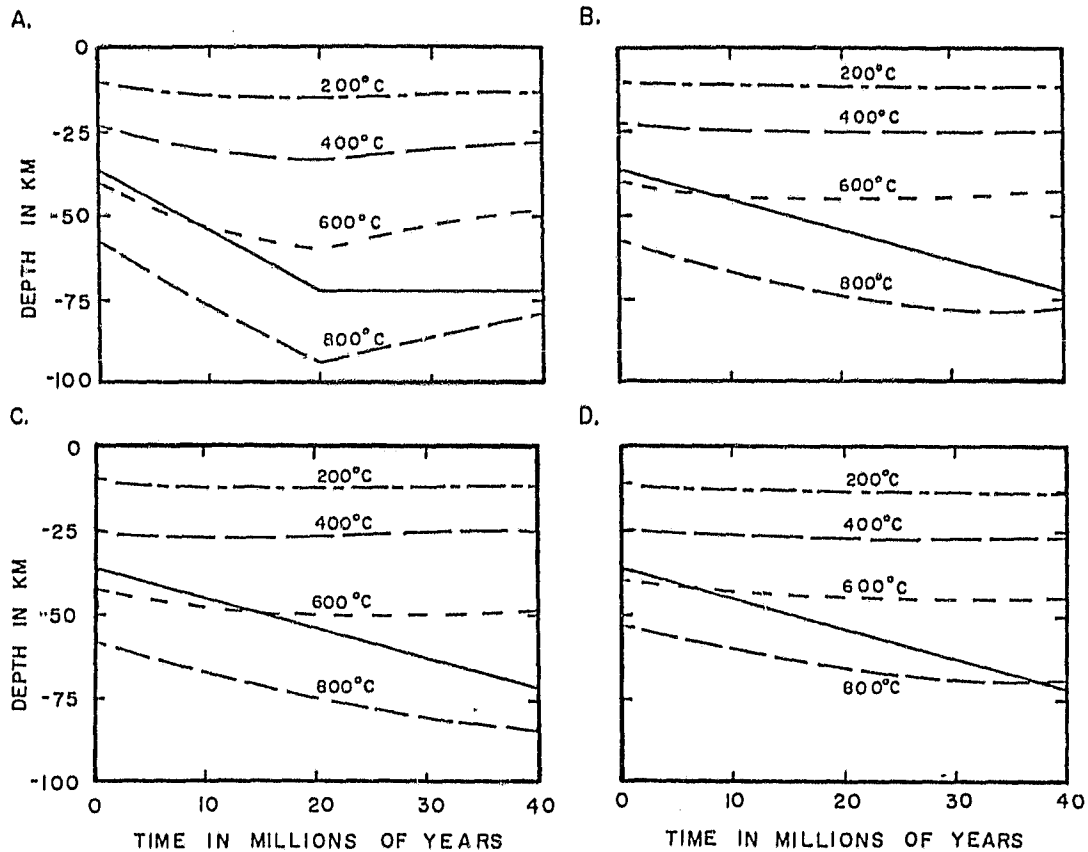 A.
0
-25
-50
-75
-100
DEPTH IN KM
200°C
400°C
600°C
800°C
B.
200°C
400°C
600°C
800°C
C.
0
-25
-50
-75
-100
DEPTH IN KM
200°C
400°C
600°C
800°C
0 10 20 30 40
TIME IN MILLIONS OF YEARS
D.
200°C
400°C
600°C
800°C
0 10 20 30 40
TIME IN MILLIONS OF YEARS